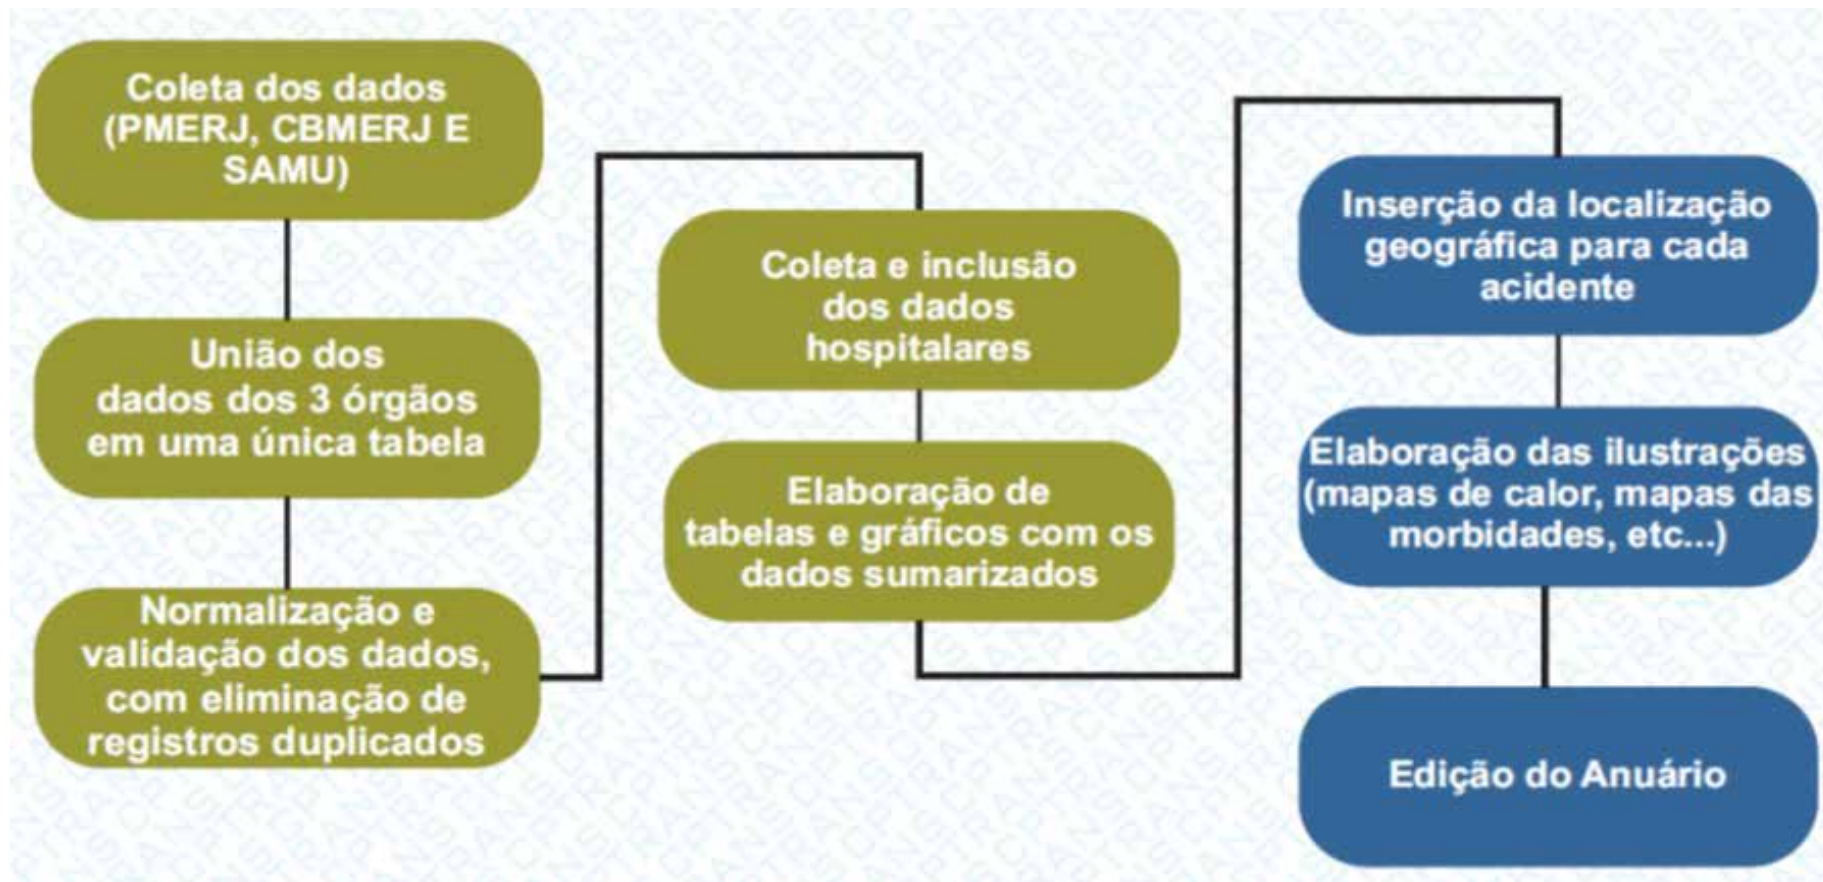 Coleta dos dados
(PMERJ, CBMERJ E
SAMU)
União dos
dados dos 3 órgãos
em uma única tabela
Normalização e
validação dos dados,
com eliminação de
registros duplicados
Coleta e inclusão
dos dados
hospitalares
Elaboração de
tabelas e gráficos com os
dados sumarizados
Inserção da localização
geográfica para cada
acidente
Elaboração das ilustrações
(mapas de calor, mapas das
morbidades, etc...)
Edição do Anuário